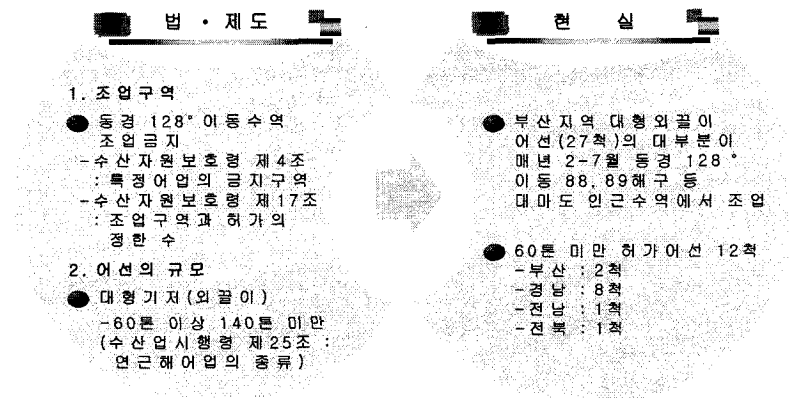 법 · 제도
1. 조업구역
● 동경 128° 이동수역
조업금지
-수산자원보호령 제4조
: 특정어업의 금지구역
-수산자원보호령 제17조
: 조업구역과 허가의
정한 수
2. 어선의 규모
● 대형기저(외끌이)
-60톤 이상 140톤 미만
(수산업시행령 제25조 :
연근해어업의 종류)
현 실
● 부산지역 대형외끌이
어선(27척)의 대부분이
매년 2-7월 동경 128°
이동 88,89해구 등
대마도 인근수역에서 조업
● 60톤 미만 허가어선 12척
-부산 : 2척
-경남 : 8척
-전남 : 1척
-전북 : 1척